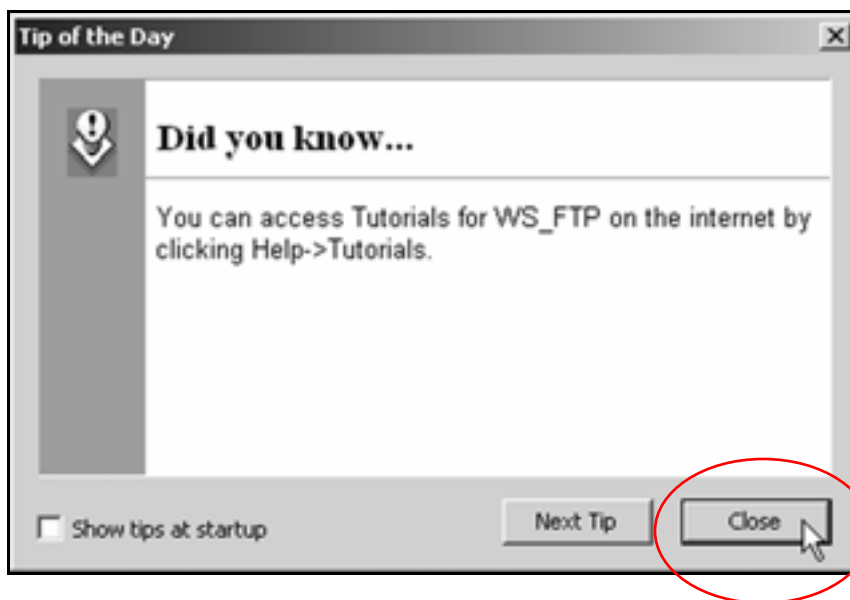 Tip of the Day
Did you know...
You can access Tutorials for WS_FTP on the internet by
clicking Help->Tutorials.
Show tips at startup
Next Tip
Close